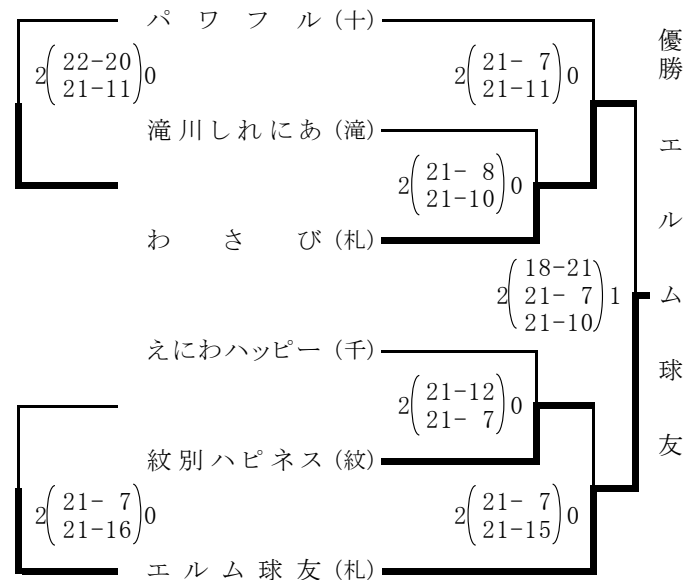 パワフル(十)
2(22-20 21-11)0
2(21- 7 21-11)0
滝川しれにあ(滝)
2(21- 8 21-10)0
わさび(札)
2(18-21 21- 7 21-10)1
えにわハッピー(千)
2(21-12 21- 7)0
紋別ハピネス(紋)
2(21- 7 21-16)0
2(21- 7 21-15)0
エルム球友(札)
優勝 エルム球友